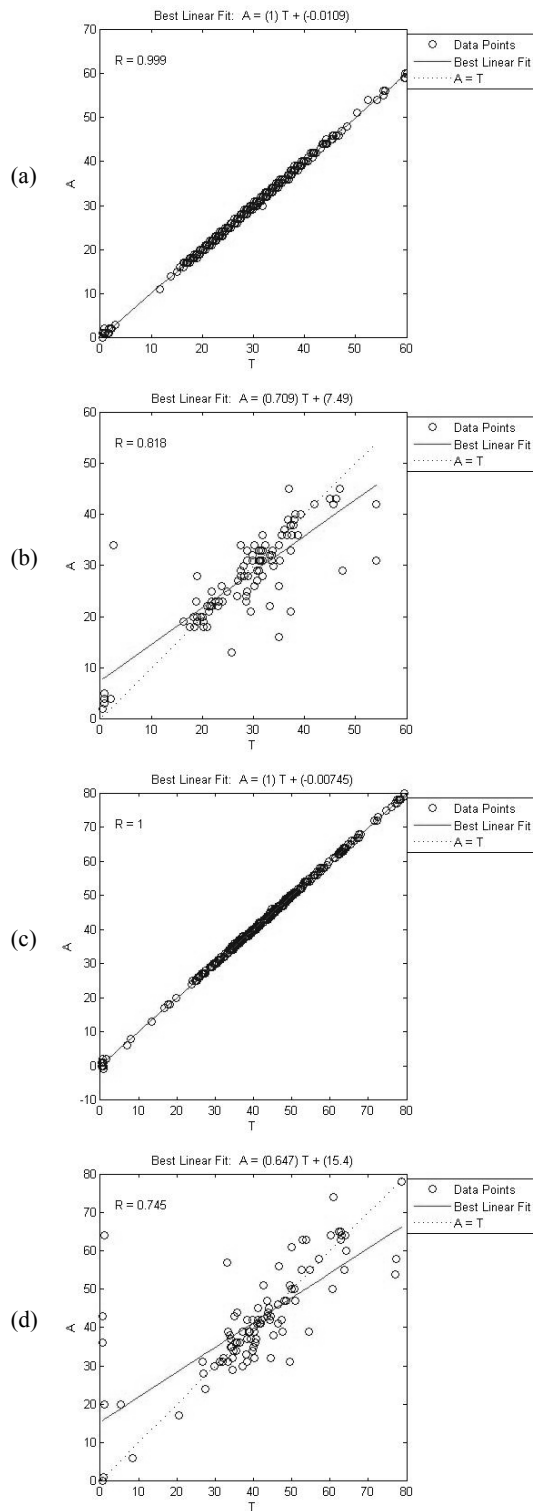 Best Linear Fit: A = (1) T + (-0.0109)
70
60
50
40
30
20
10
0
A
R = 0.999
0 10 20 30 40 50 60
T
Data Points
Best Linear Fit
A = T
(a)
Best Linear Fit: A = (0.709) T + (7.49)
60
50
40
30
20
10
0
A
R = 0.818
0 10 20 30 40 50 60
T
Data Points
Best Linear Fit
A = T
(b)
Best Linear Fit: A = (1) T + (-0.00745)
80
70
60
50
40
30
20
10
0
-10
A
R = 1
0 10 20 30 40 50 60 70 80
T
Data Points
Best Linear Fit
A = T
(c)
Best Linear Fit: A = (0.647) T + (15.4)
80
70
60
50
40
30
20
10
0
A
R = 0.745
0 10 20 30 40 50 60 70 80
T
Data Points
Best Linear Fit
A = T
(d)